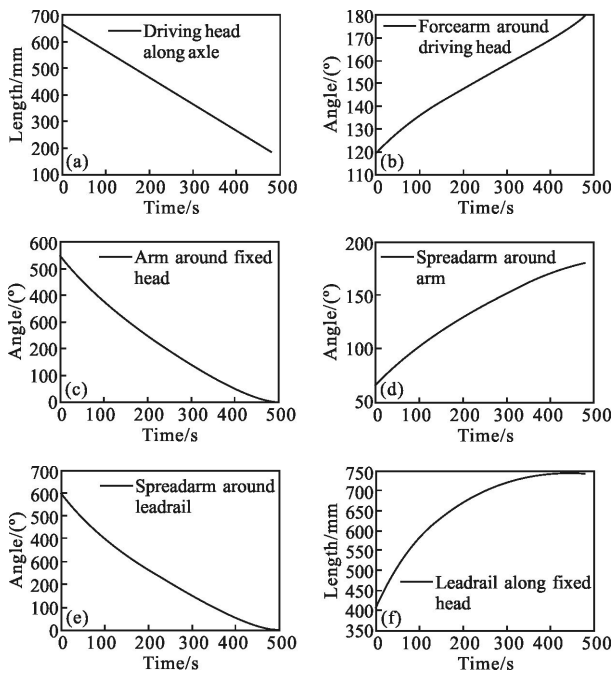 700
600
500
400
300
200
100
Length/mm
Driving head
along axle
(a)
0 100 200 300 400 500
Time/s
180
170
160
150
140
130
120
Angle/(º)
Forcearm around
driving head
(b)
0 100 200 300 400 500
Time/s
600
500
400
600
200
200
0
Angle/(º)
Arm around fixed
head
(c)
0 100 200 300 400 500
Time/s
200
150
100
50
Angle/(º)
Spreadarm around
arm
(d)
0 100 200 300 400 500
Time/s
700
600
500
400
600
200
200
0
Angle/(º)
Spreadarm around
leadrail
(e)
0 100 200 300 400 500
Time/s
750
700
650
600
550
500
450
400
350
Length/mm
Leadrail along fixed
head
(f)
0 100 200 300 400 500
Time/s